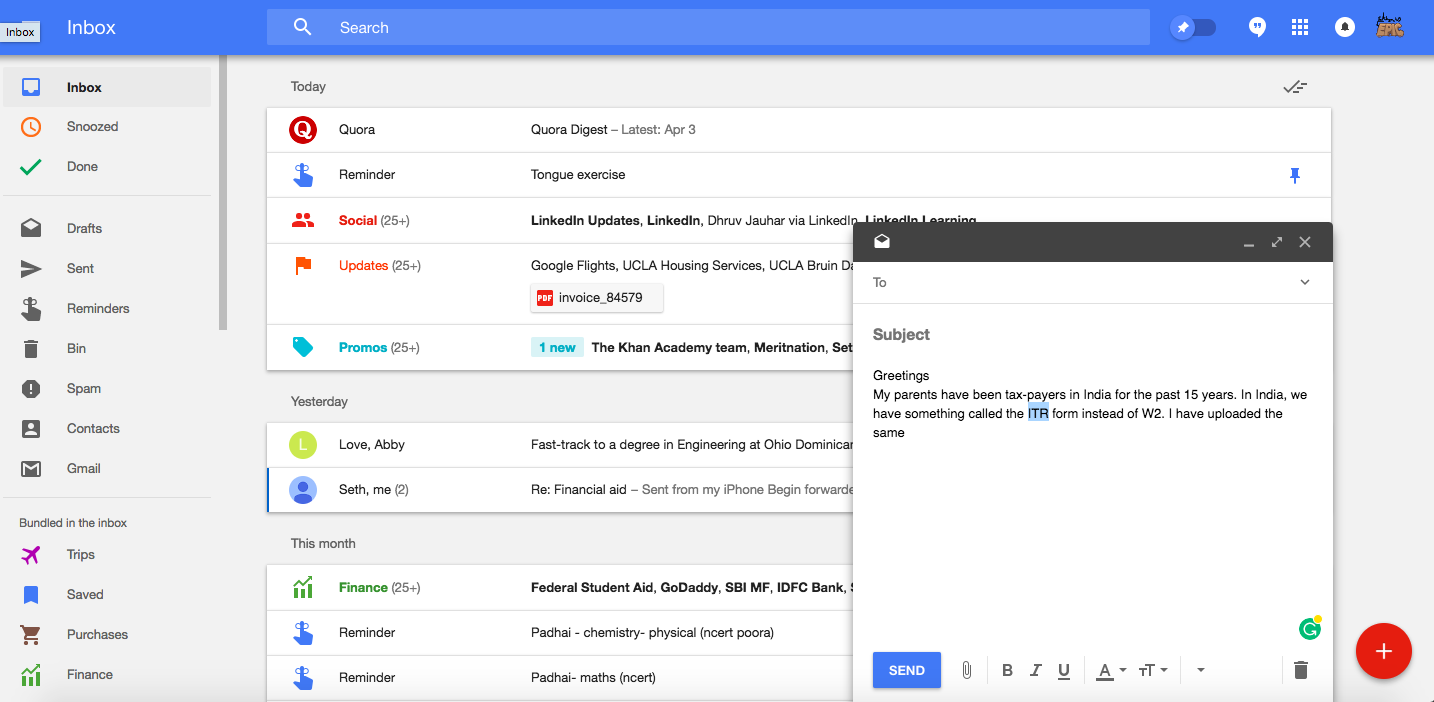 Inbox
Inbox
Search
Inbox
Snoozed
Done
Drafts
Sent
Reminders
Bin
Spam
Contacts
Gmail
Bundled in the inbox
Trips
Saved
Purchases
Finance
Today
Quora Quora Digest – Latest: Apr 3
Reminder Tongue exercise
Social (25+) LinkedIn Updates, LinkedIn, Dhruv Jauhar via LinkedIn, LinkedIn Learning
Updates (25+) Google Flights, UCLA Housing Services, UCLA Bruin Da
PDF invoice_84579
Promos (25+) 1 new The Khan Academy team, Meritnation, Set
Yesterday
L Love, Abby Fast-track to a degree in Engineering at Ohio Dominican
Seth, me (2) Re: Financial aid – Sent from my iPhone Begin forwarde
This month
Finance (25+) Federal Student Aid, GoDaddy, SBI MF, IDFC Bank, S
Reminder Padhai - chemistry- physical (ncert poora)
Reminder Padhai- maths (ncert)
To
Subject
Greetings
My parents have been tax-payers in India for the past 15 years. In India, we
have something called the ITR form instead of W2. I have uploaded the
same
SEND B I U A TT
EPIC